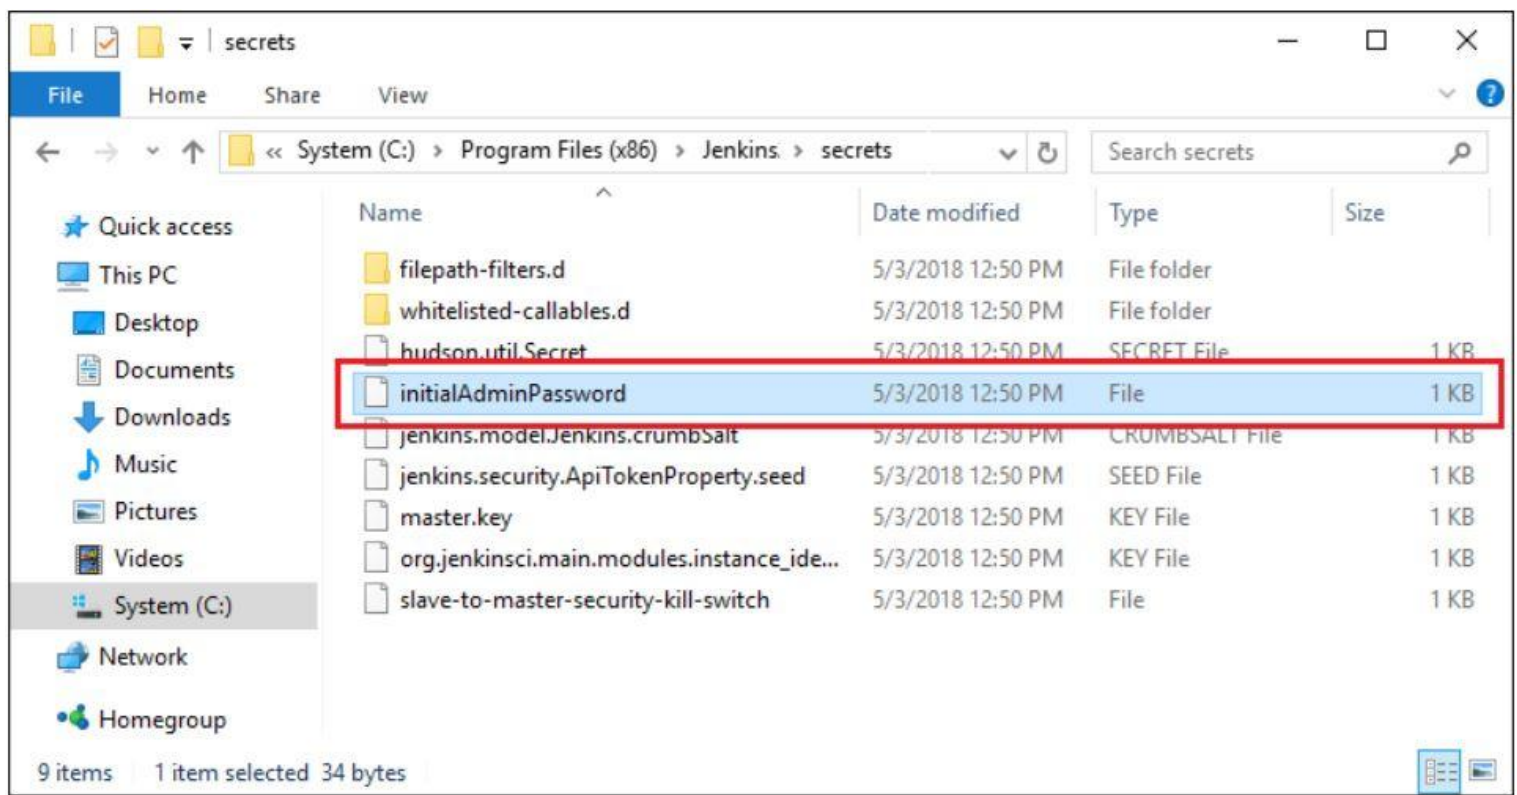 secrets
File Home Share View
« System (C:) > Program Files (x86) > Jenkins > secrets Search secrets
Name Date modified Type Size
Quick access
This PC
Desktop
Documents
Downloads
Music
Pictures
Videos
System (C:)
Network
Homegroup
filepath-filters.d 5/3/2018 12:50 PM File folder
whitelisted-callables.d 5/3/2018 12:50 PM File folder
hudson.util.Secret 5/3/2018 12:50 PM SECRET File 1 KB
initialAdminPassword 5/3/2018 12:50 PM File 1 KB
jenkins.model.Jenkins.crumbSalt 5/3/2018 12:50 PM CRUMBSALT File 1 KB
jenkins.security.ApiTokenProperty.seed 5/3/2018 12:50 PM SEED File 1 KB
master.key 5/3/2018 12:50 PM KEY File 1 KB
org.jenkinsci.main.modules.instance_ide... 5/3/2018 12:50 PM KEY File 1 KB
slave-to-master-security-kill-switch 5/3/2018 12:50 PM File 1 KB
9 items 1 item selected 34 bytes